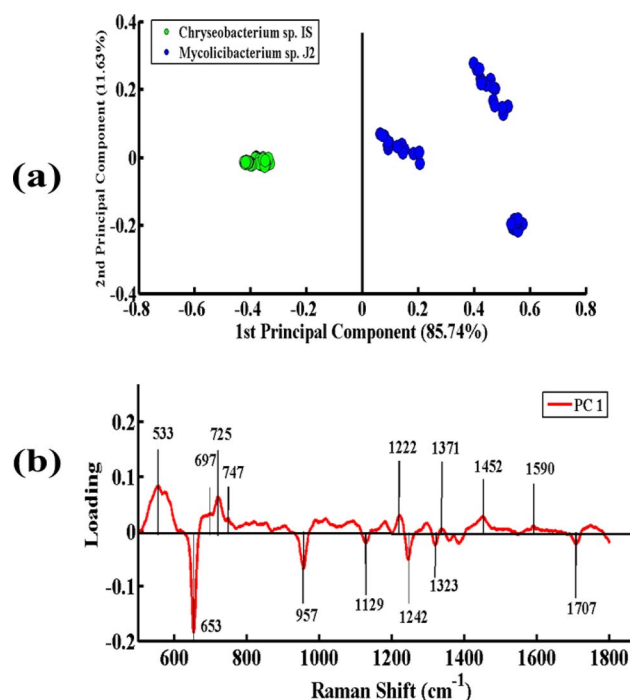 (a)
Chryseobacterium sp. IS
Mycolicibacterium sp. J2
2nd Principal Component (11.63%)
0.4
0.2
0
-0.2
-0.4
-0.8 -0.6 -0.4 -0.2 0 0.2 0.4 0.6 0.8
1st Principal Component (85.74%)
(b)
PC 1
Loading
0.2
0.1
0
-0.1
-0.2
533 725 1222 1371 1452 1590
697
747
653 957 1129 1242 1323 1707
600 800 1000 1200 1400 1600 1800
Raman Shift (cm⁻¹)